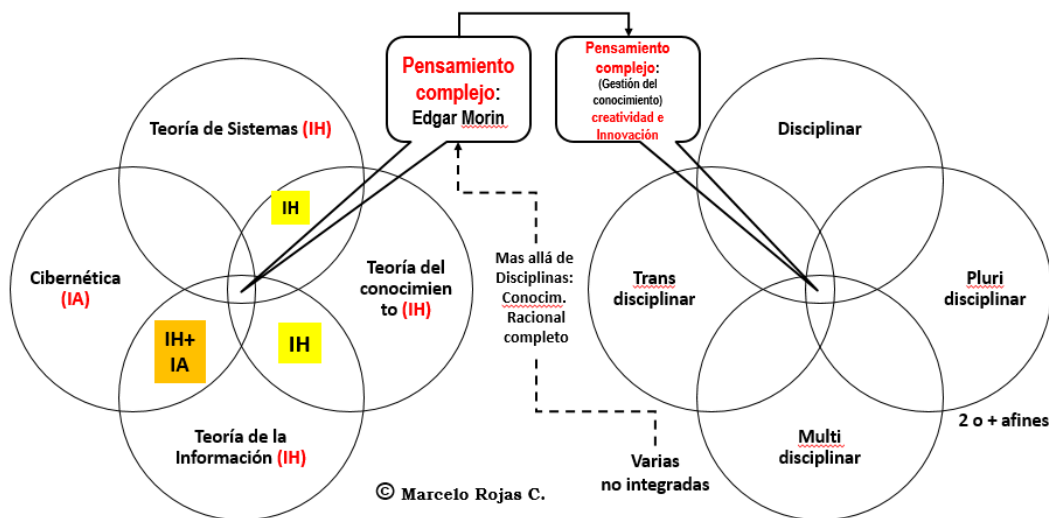 Pensamiento
complejo:
Edgar Morin
Pensamiento
complejo:
(Gestión del
conocimiento)
creatividad e
Innovación
Teoría de Sistemas (IH)
IH
Cibernética
(IA)
Teoría del
conocimien
to (IH)
IH+
IA
IH
Teoría de la
Información (IH)
Mas allá de
Disciplinas:
Conocim.
Racional
completo
Disciplinar
Trans
disciplinar
Pluri
disciplinar
2 o + afines
Multi
disciplinar
Varias
no integradas
© Marcelo Rojas C.